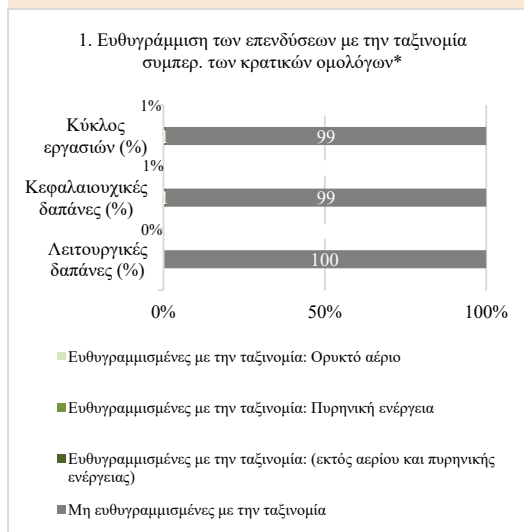 1. Ευθυγράμμιση των επενδύσεων με την ταξινομία
συμπερ. των κρατικών ομολόγων*
1%
Κύκλος
εργασιών (%)
99
1%
Κεφαλαιουχικές
δαπάνες (%)
99
0%
Λειτουργικές
δαπάνες (%)
100
0%
50%
100%
Ευθυγραμμισμένες με την ταξινομία: Ορυκτό αέριο
Ευθυγραμμισμένες με την ταξινομία: Πυρηνική ενέργεια
Ευθυγραμμισμένες με την ταξινομία: (εκτός αερίου και πυρηνικής
ενέργειας)
Μη ευθυγραμμισμένες με την ταξινομία